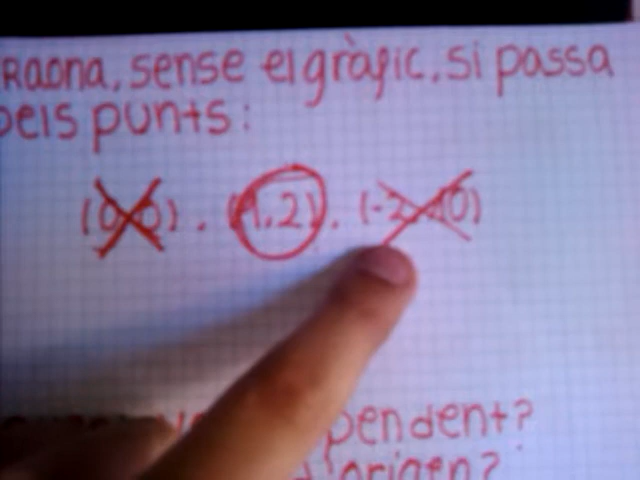 Raona, sense el gràfic, si passa
pels punts:
(0,0). (1,2).
pendent?
origen?